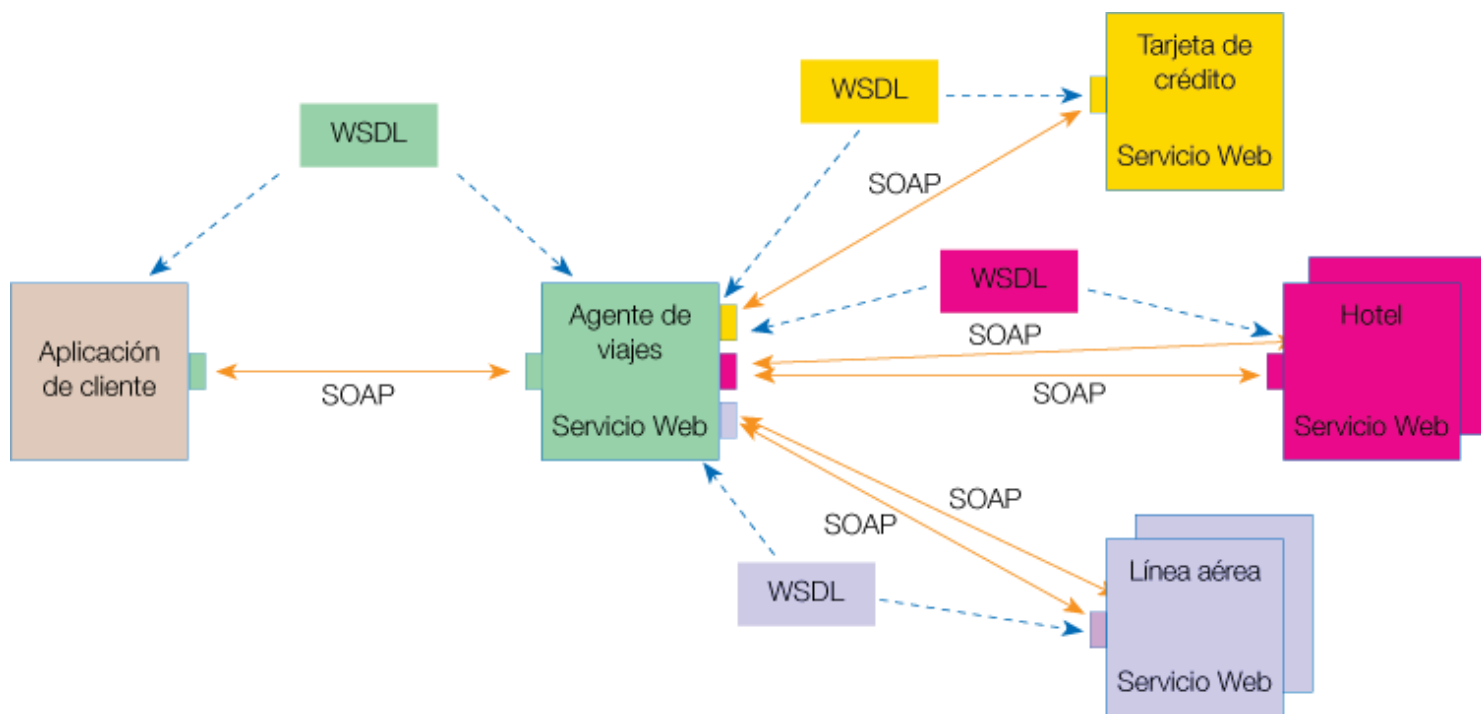 Tarjeta de
crédito
Servicio Web
WSDL
WSDL
SOAP
WSDL
Hotel
Servicio Web
SOAP
SOAP
Agente de
viajes
Servicio Web
Aplicación
de cliente
SOAP
SOAP
SOAP
WSDL
Línea aérea
Servicio Web